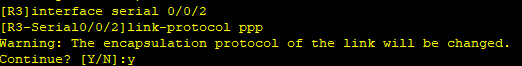 [R3]interface serial 0/0/2
[R3-Serial0/0/2]link-protocol ppp
Warning: The encapsulation protocol of the link will be changed.
Continue? [Y/N]:y